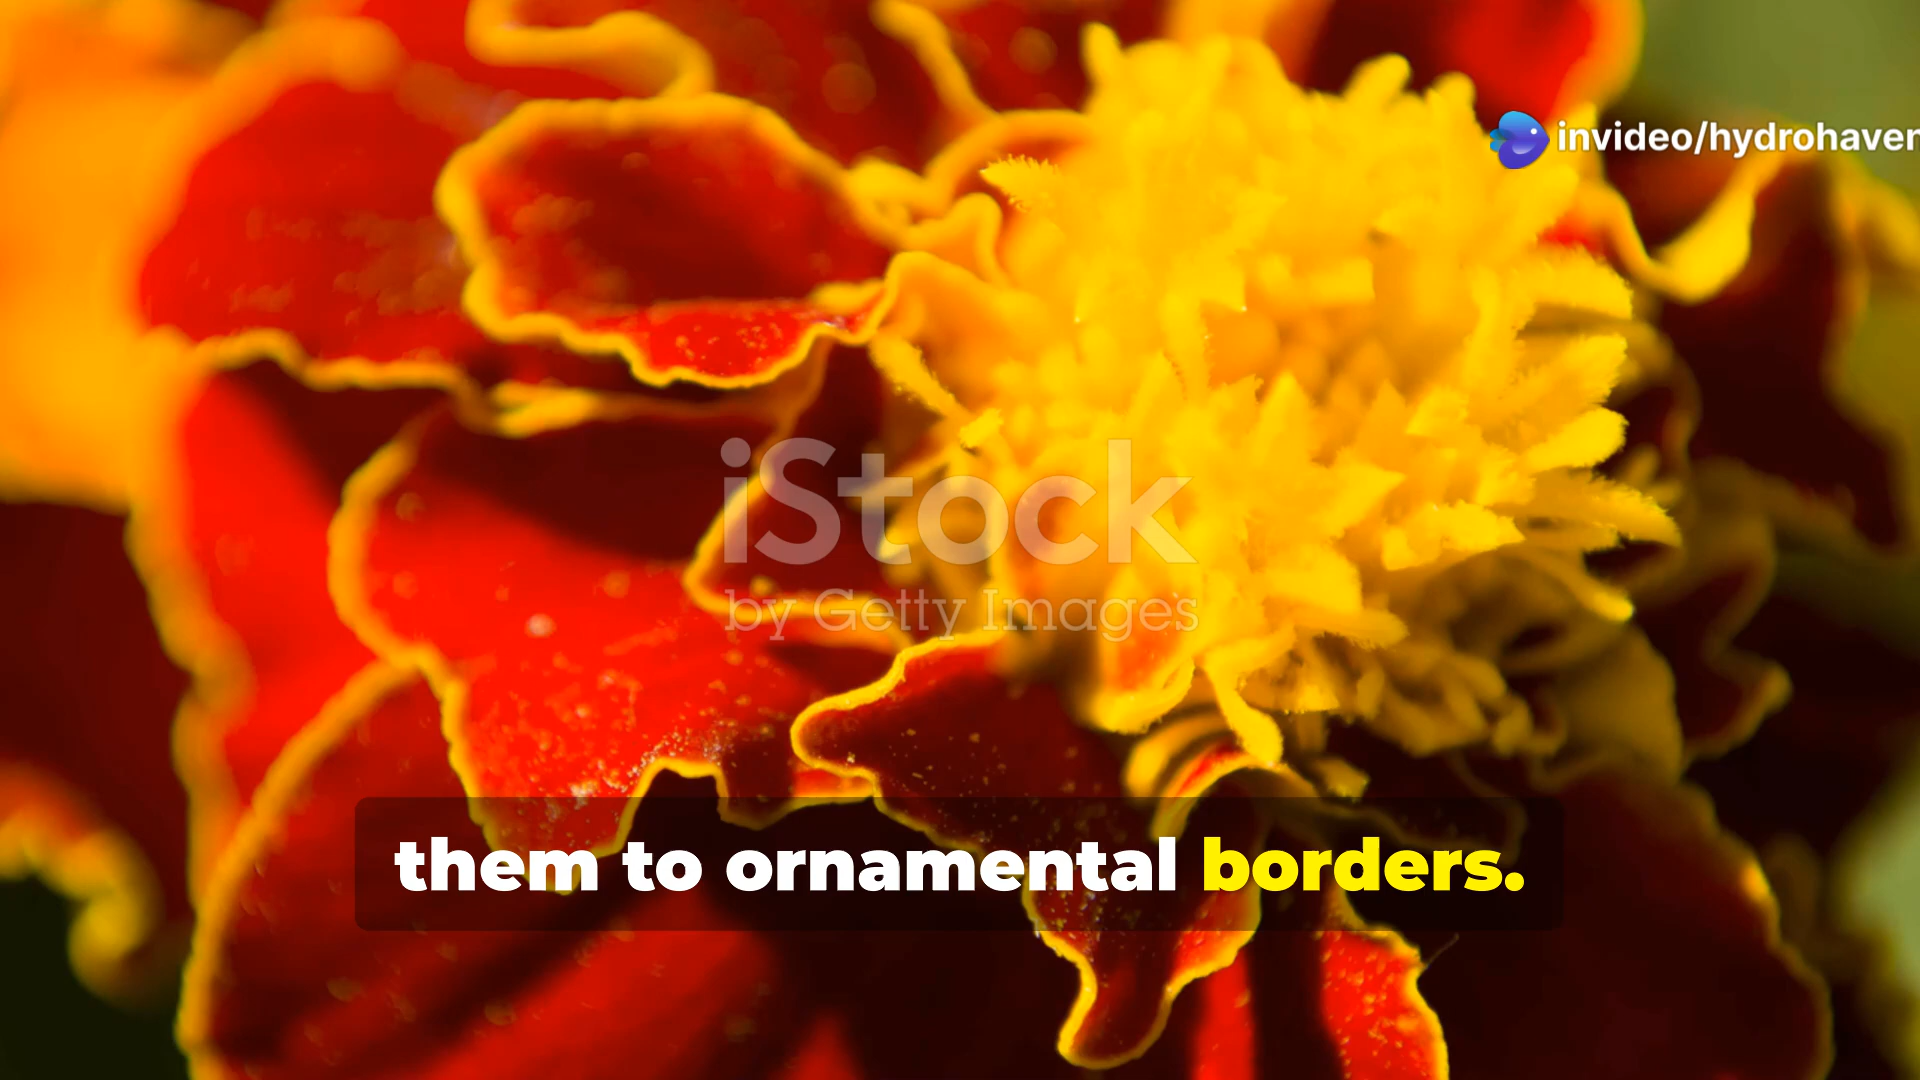 invideo/hydrohaven
iStock
by Getty Images
them to ornamental borders.